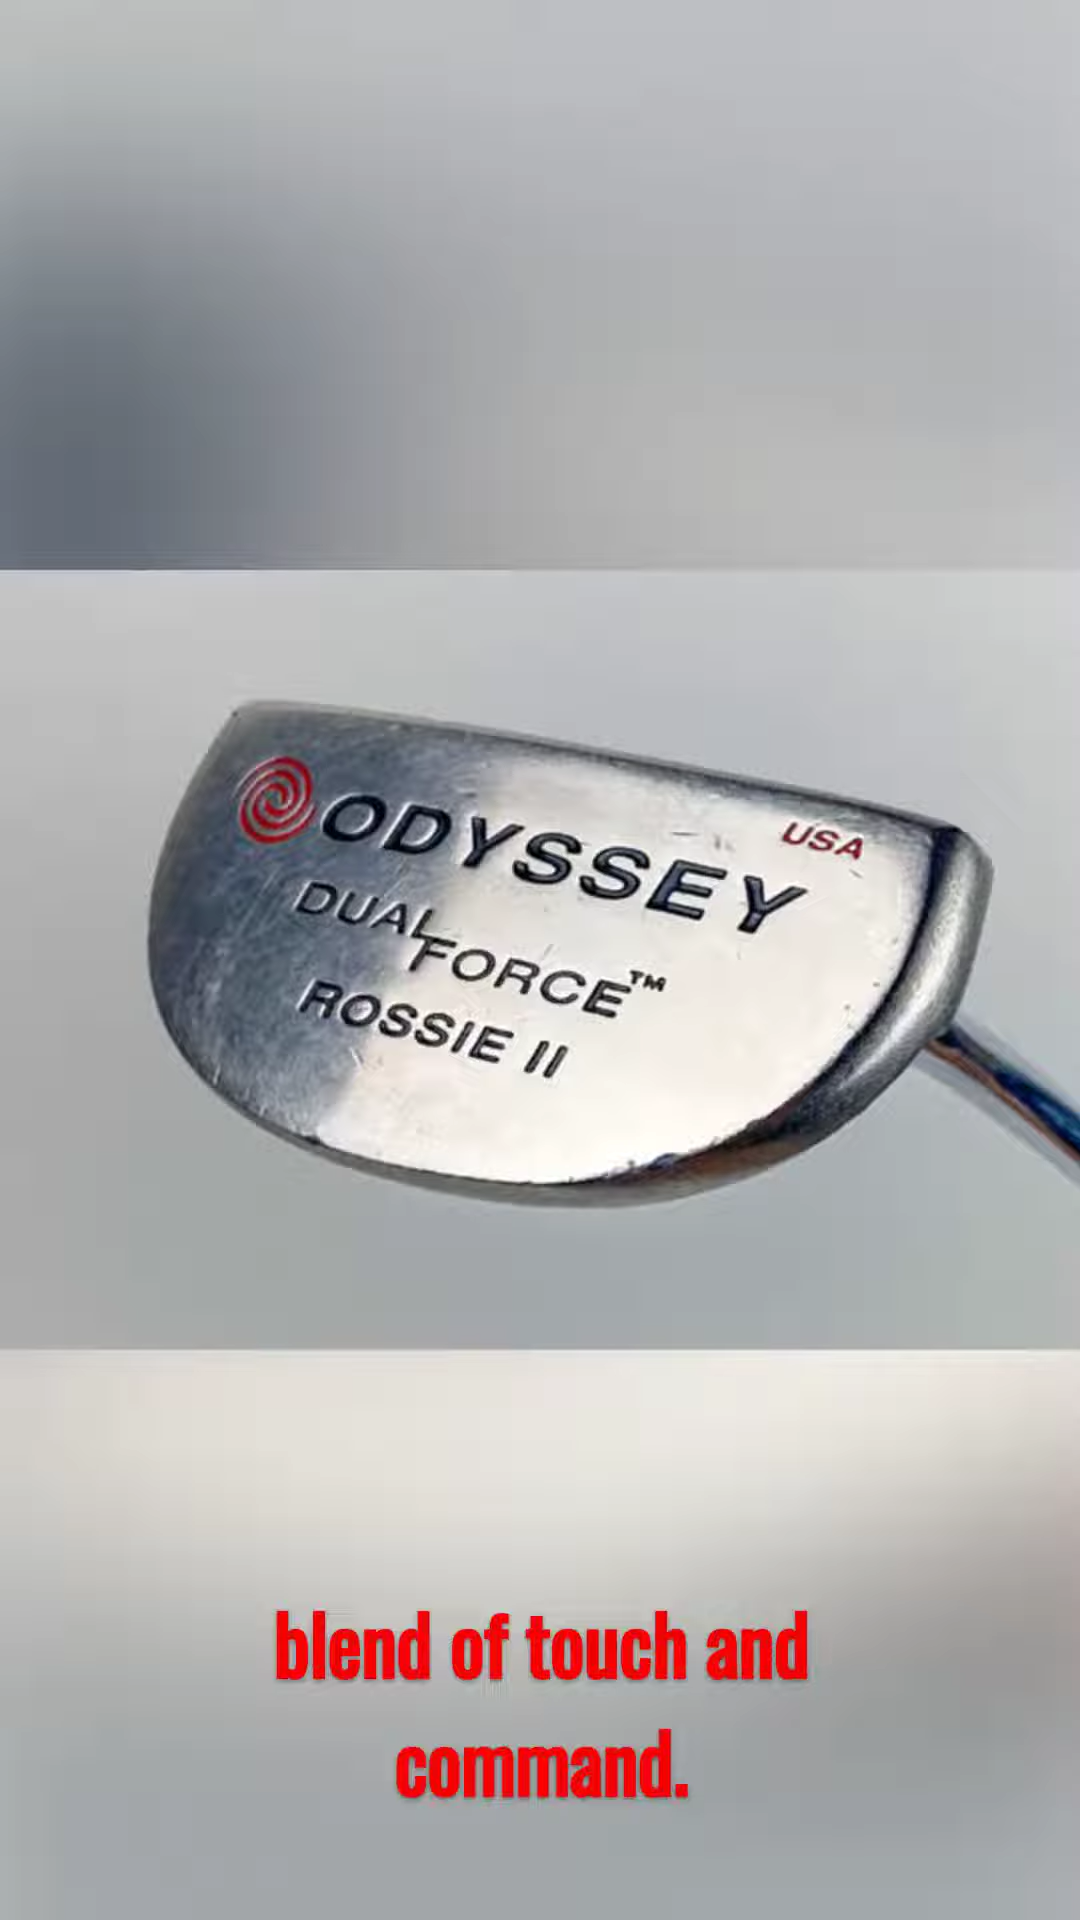 ODYSSEY
USA
DUAL
FORCE™
ROSSIE II
blend of touch and
command.